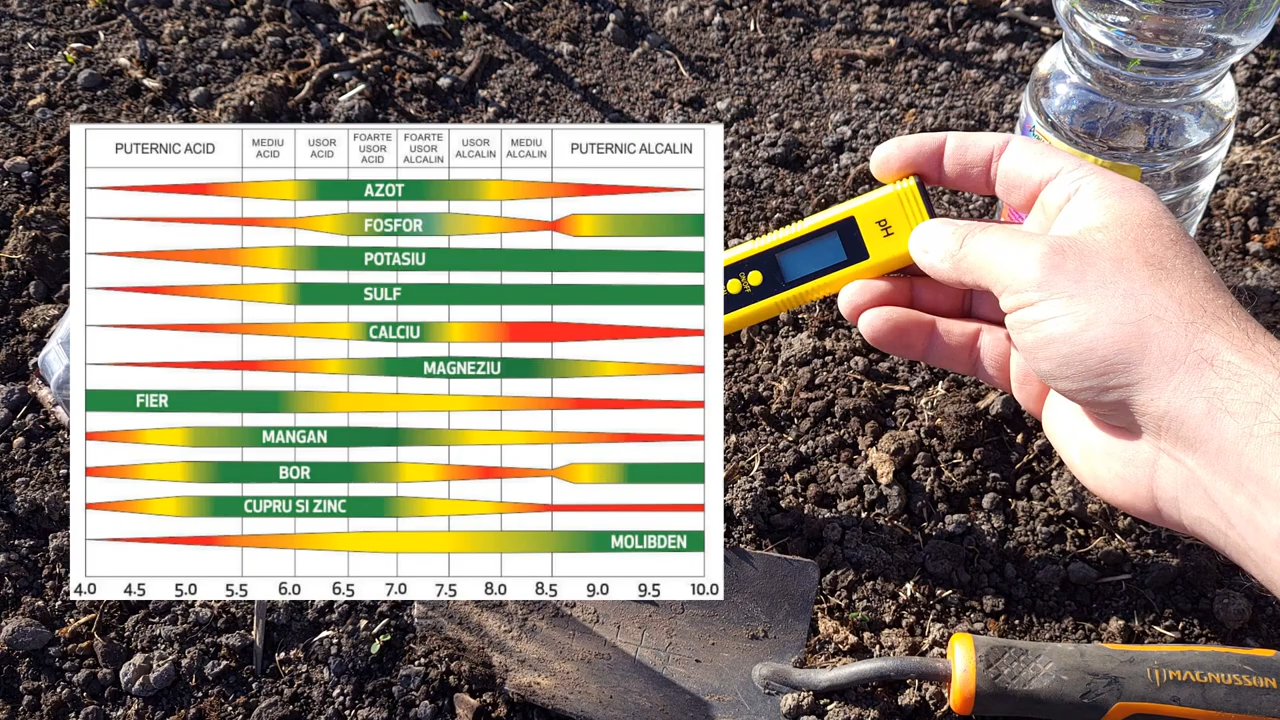 PUTERNIC ACID
MEDIU
ACID
USOR
ACID
FOARTE
USOR
ACID
FOARTE
USOR
ALCALIN
USOR
ALCALIN
MEDIU
ALCALIN
PUTERNIC ALCALIN
AZOT
FOSFOR
POTASIU
SULF
CALCIU
MAGNEZIU
FIER
MANGAN
BOR
CUPRU SI ZINC
MOLIBDEN
4.0 4.5 5.0 5.5 6.0 6.5 7.0 7.5 8.0 8.5 9.0 9.5 10.0
pH
ON/OFF
MAGNUSSON